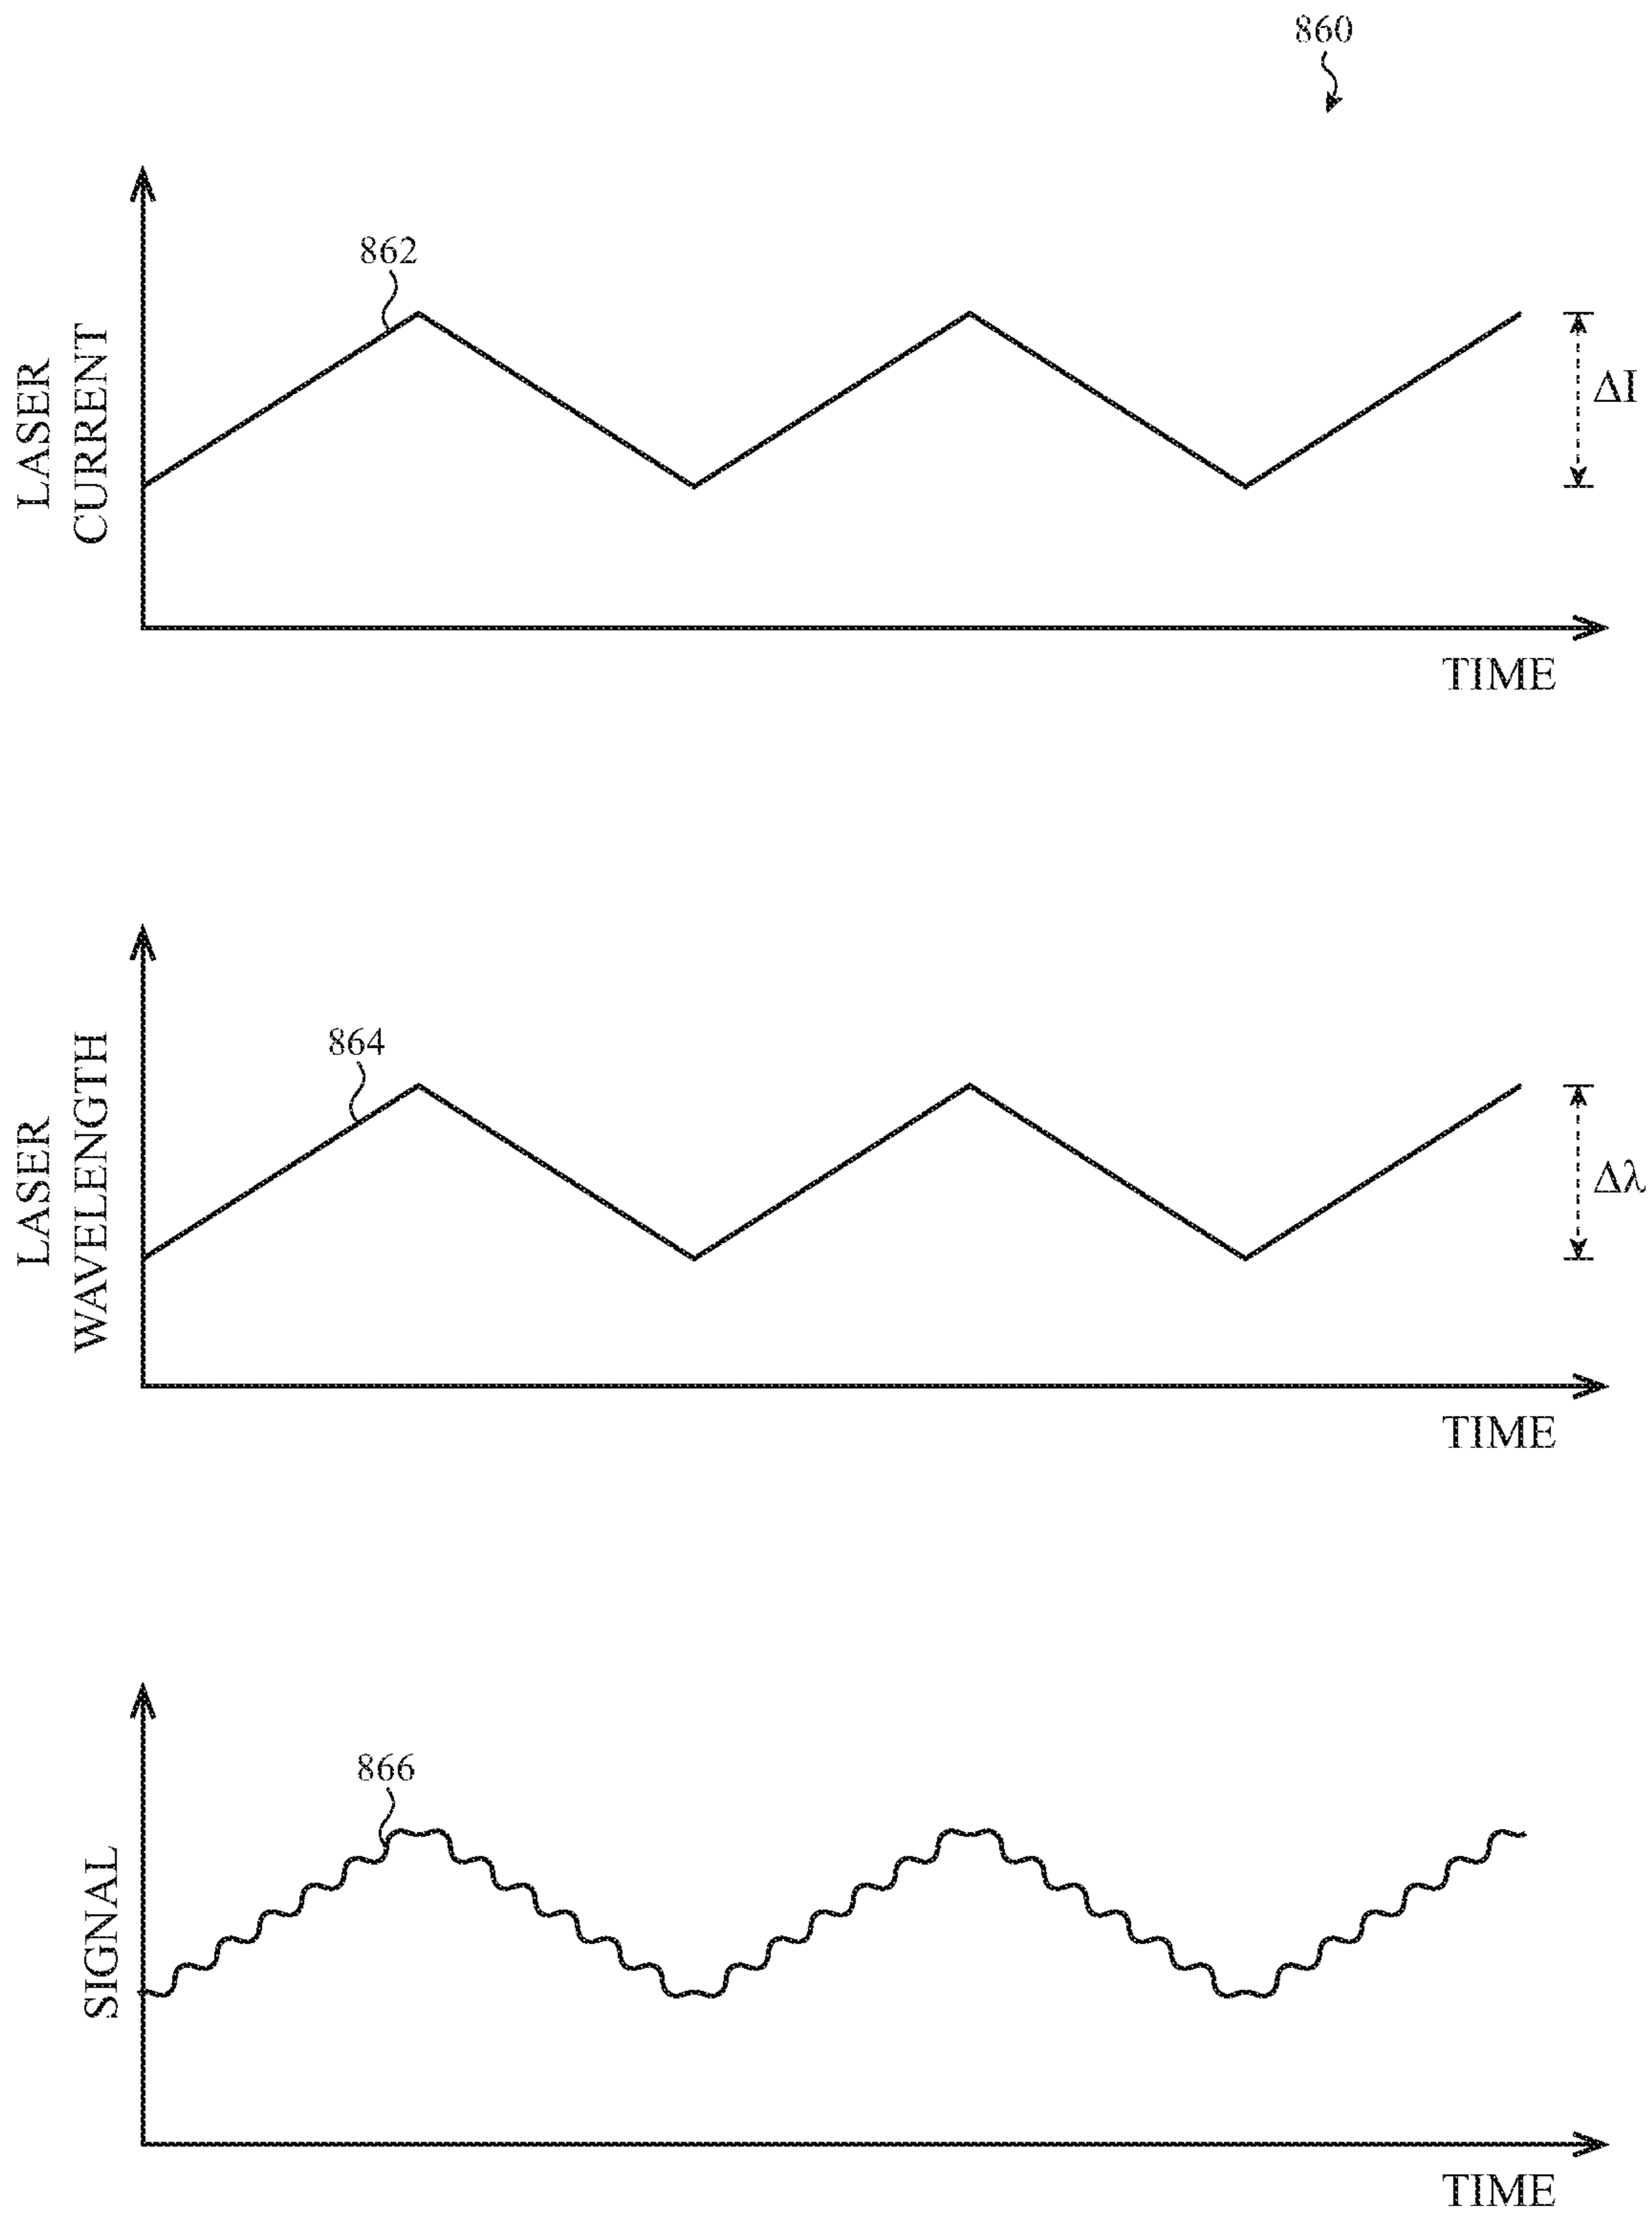 860
862
LASER
CURRENT
ΔI
TIME
864
LASER
WAVELENGTH
Δλ
TIME
866
SIGNAL
TIME